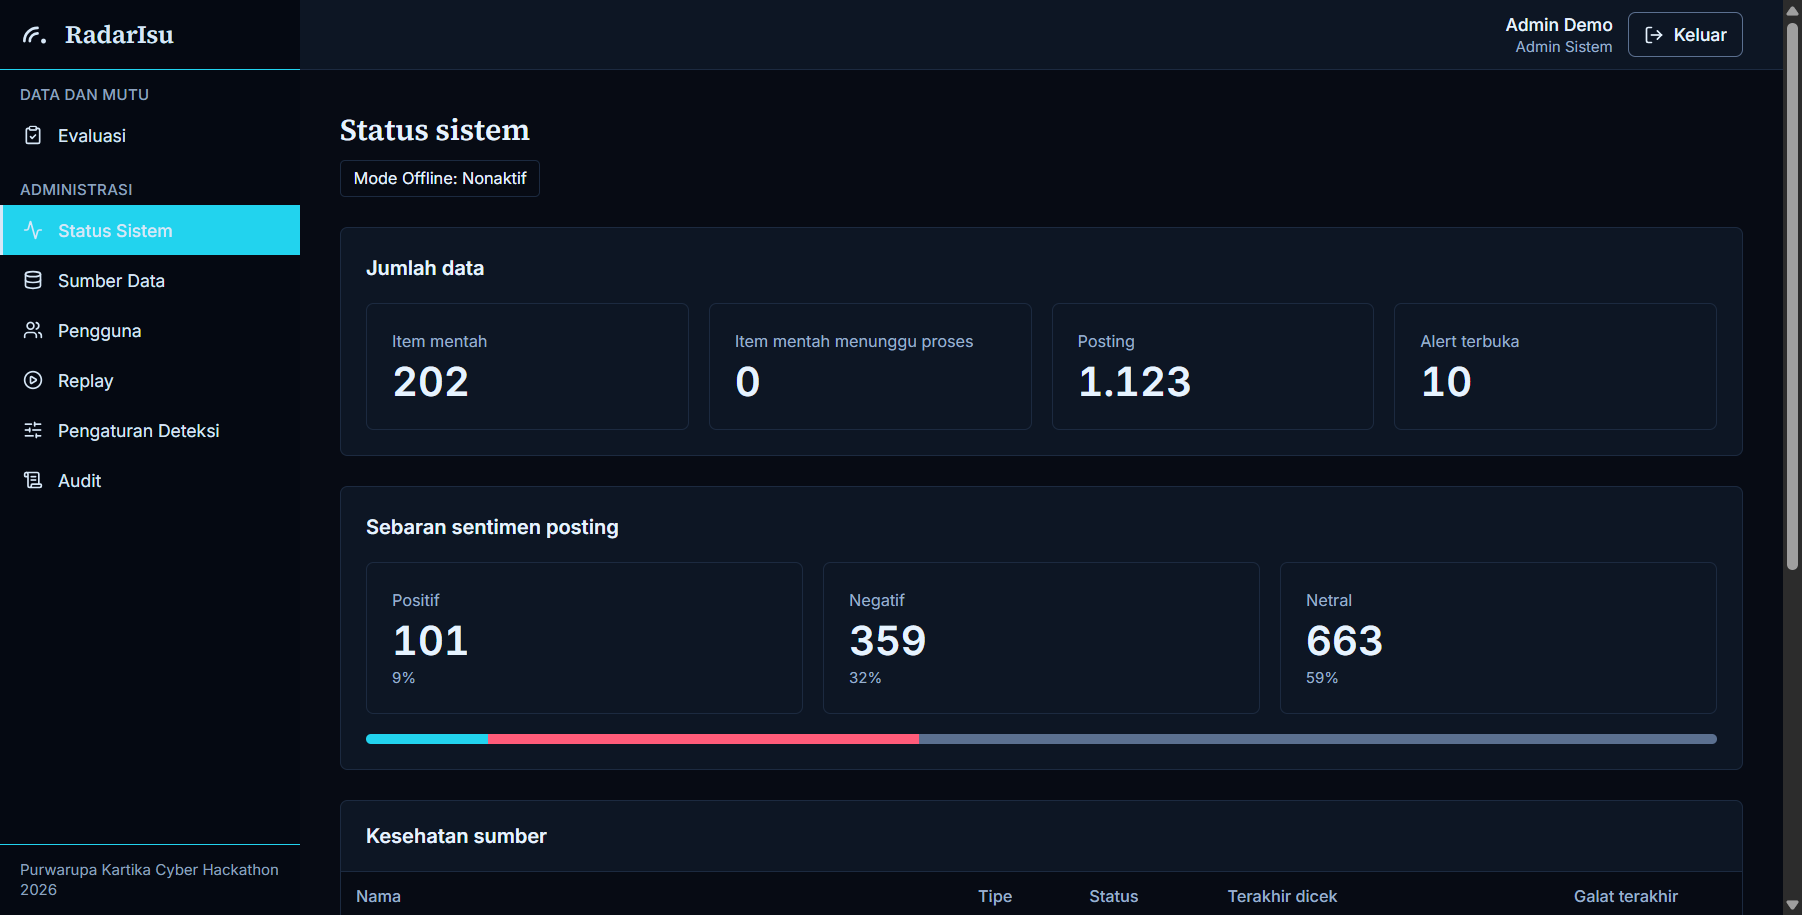 RadarIsu
Admin Demo
Admin Sistem
Keluar
DATA DAN MUTU
Evaluasi
ADMINISTRASI
Status Sistem
Sumber Data
Pengguna
Replay
Pengaturan Deteksi
Audit
Purwarupa Kartika Cyber Hackathon
2026
Status sistem
Mode Offline: Nonaktif
Jumlah data
Item mentah
202
Item mentah menunggu proses
0
Posting
1.123
Alert terbuka
10
Sebaran sentimen posting
Positif
101
9%
Negatif
359
32%
Netral
663
59%
Kesehatan sumber
Nama Tipe Status Terakhir dicek Galat terakhir